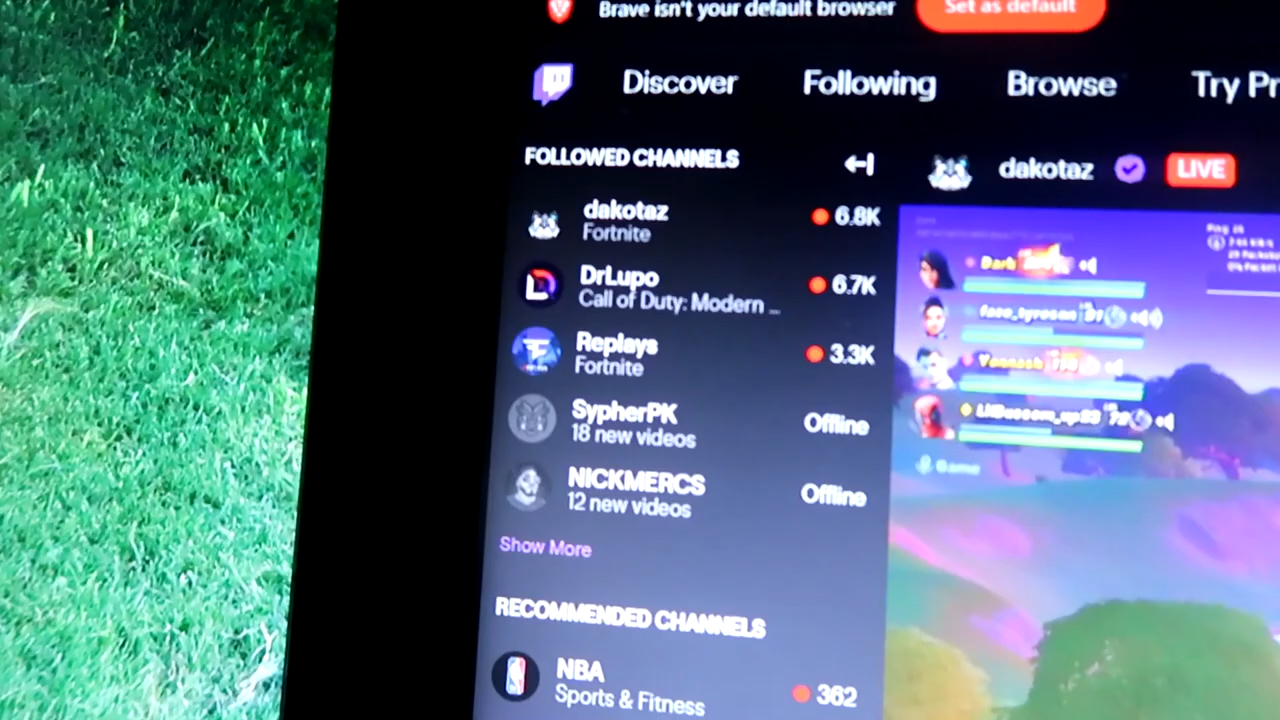 Brave isn't your default browser
Set as default
Discover
Following
Browse
Try Pr
FOLLOWED CHANNELS
dakotaz
LIVE
dakotaz
6.8K
Fortnite
DrLupo
6.7K
Call of Duty: Modern ...
Replays
3.3K
Fortnite
SypherPK
Offline
18 new videos
NICKMERCS
Offline
12 new videos
Show More
RECOMMENDED CHANNELS
NBA
362
Sports & Fitness
Dark
Game